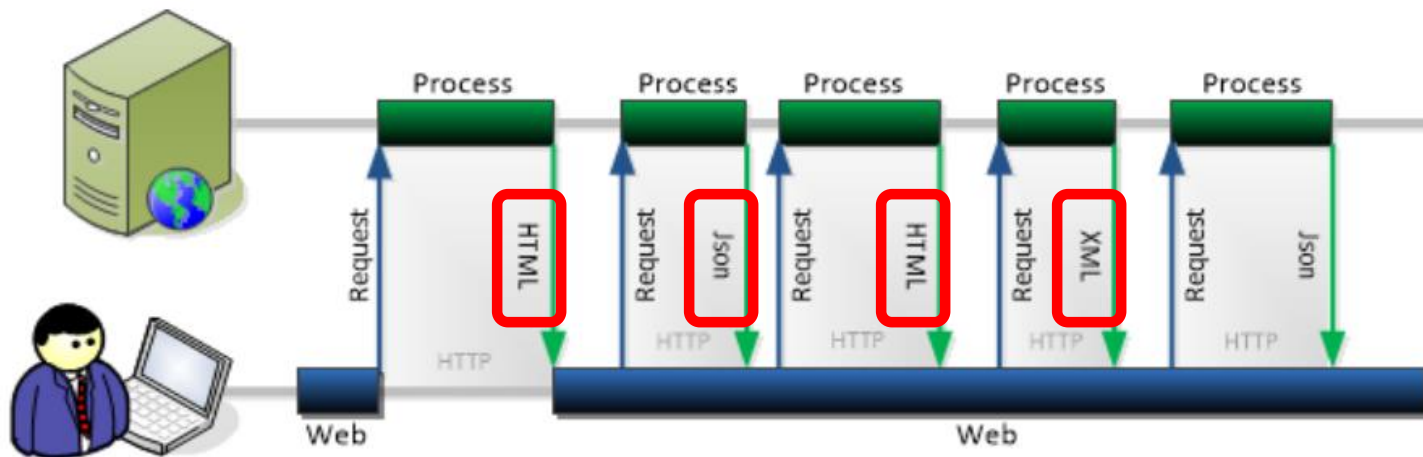 Process
Process
Process
Process
Process
Request
HTML
Request
Json
Request
HTML
Request
XML
Request
Json
HTTP
HTTP
HTTP
HTTP
HTTP
Web
Web